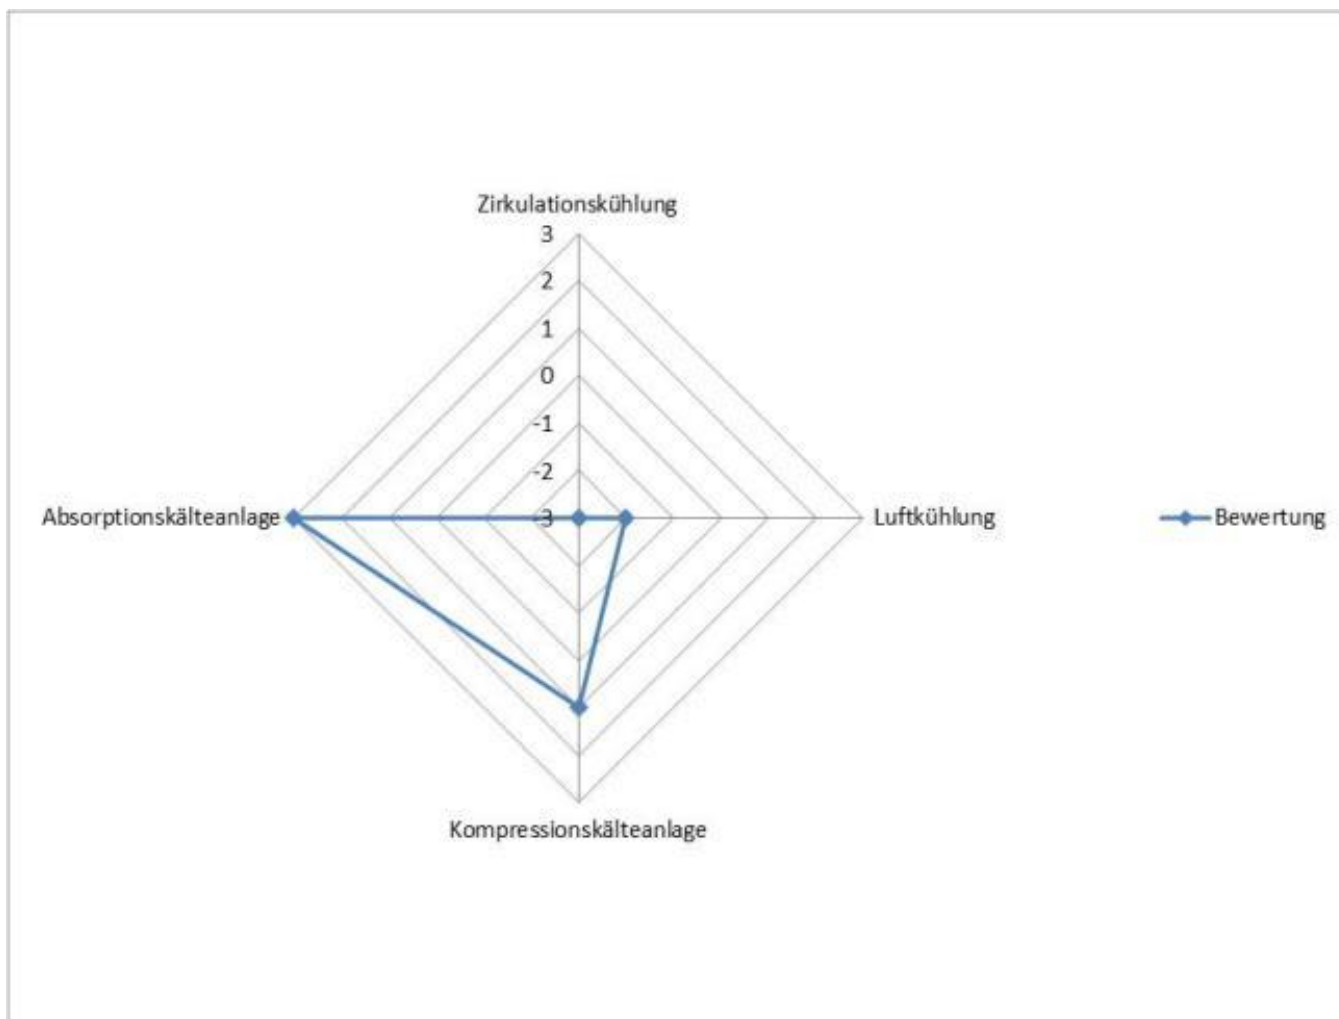 Zirkulationskühlung
3
2
1
0
-1
-2
-3
Absorptionskälteanlage
Luftkühlung
Bewertung
Kompressionskälteanlage